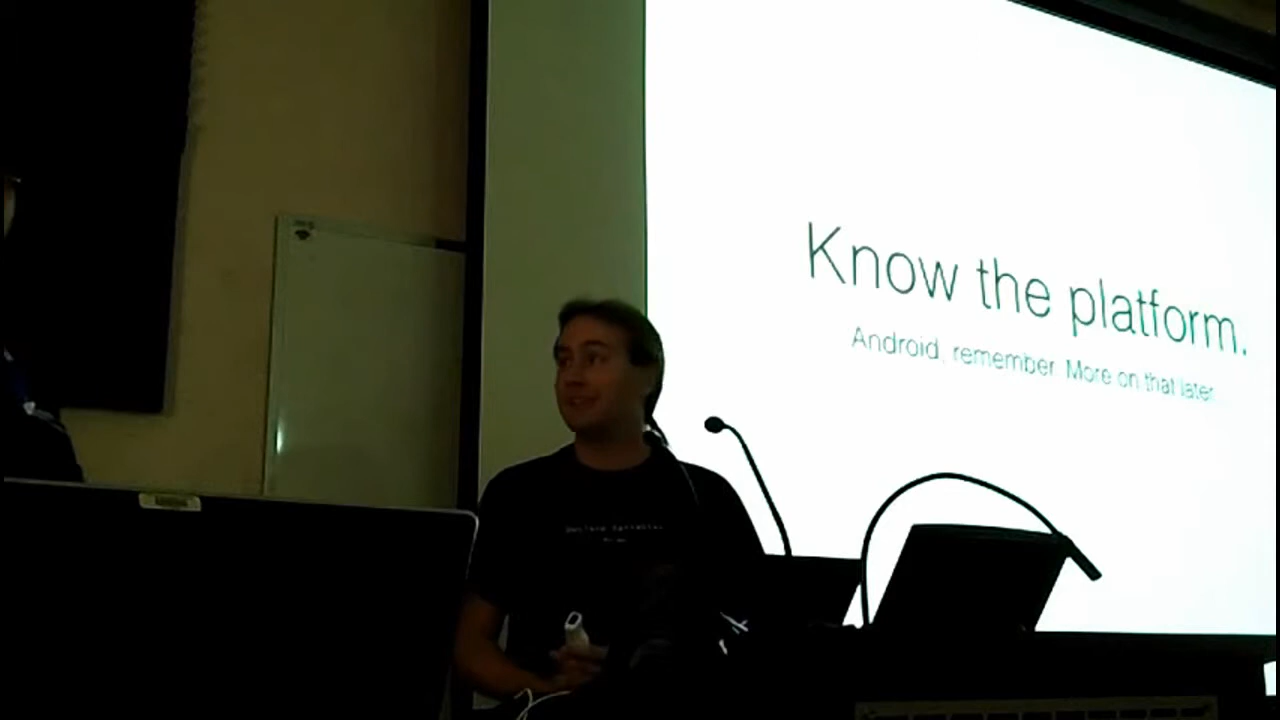 Know the platform.
Android, remember. More on that later.